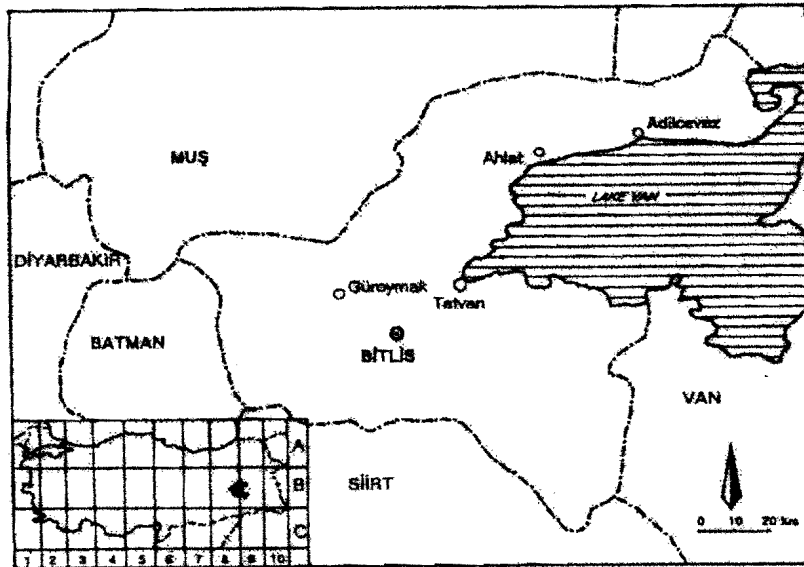 Adilcevaz
Ahlat
MUŞ
LAKE VAN
DİYARBAKIR
Güroymak
Tatvan
BATMAN
BİTLİS
VAN
A
B
SİİRT
C
0 10 20 km
1 2 3 4 5 6 7 8 9 10